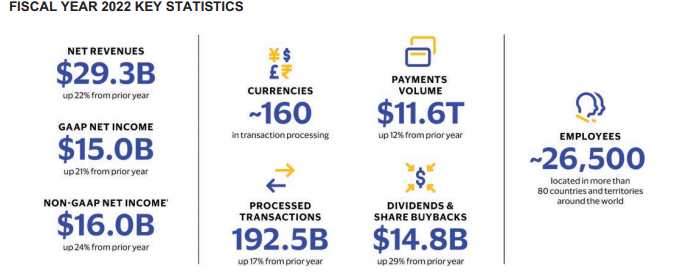 FISCAL YEAR 2022 KEY STATISTICS
NET REVENUES
$29.3B
up 22% from prior year
GAAP NET INCOME
$15.0B
up 21% from prior year
NON-GAAP NET INCOME¹
$16.0B
up 24% from prior year
¥ $
£ ₹
CURRENCIES
~160
in transaction processing
PROCESSED
TRANSACTIONS
192.5B
up 17% from prior year
PAYMENTS
VOLUME
$11.6T
up 12% from prior year
$
DIVIDENDS &
SHARE BUYBACKS
$14.8B
up 29% from prior year
EMPLOYEES
~26,500
located in more than
80 countries and territories
around the world